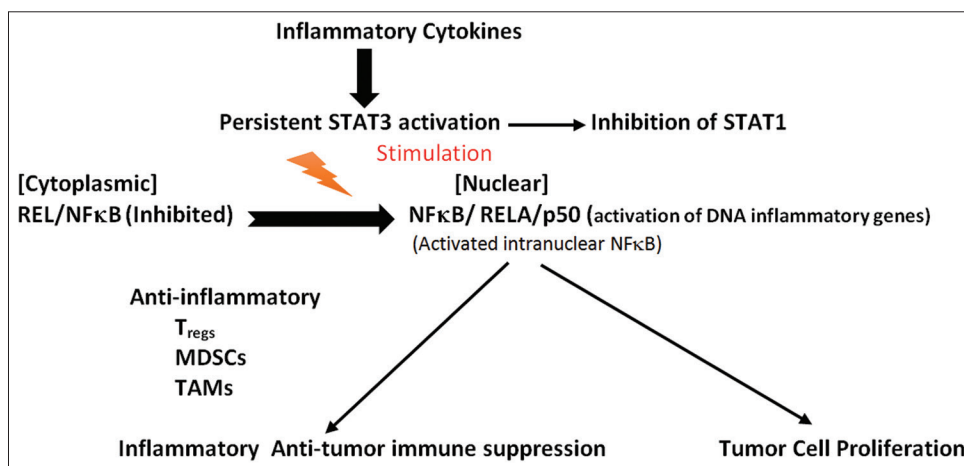 Inflammatory Cytokines
Persistent STAT3 activation Inhibition of STAT1
Stimulation
[Cytoplasmic] [Nuclear]
REL/NFκB (Inhibited) NFκB/ RELA/p50 (activation of DNA inflammatory genes)
(Activated intranuclear NFκB)
Anti-inflammatory
Tregs
MDSCs
TAMs
Inflammatory Anti-tumor immune suppression Tumor Cell Proliferation